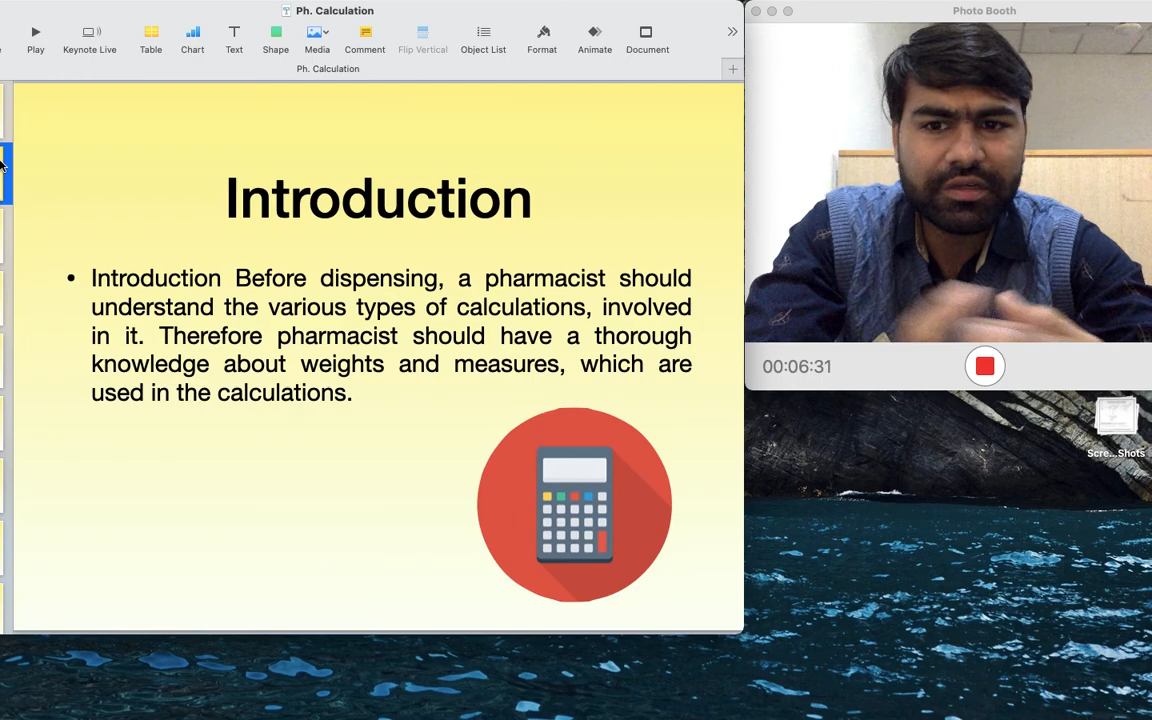 Ph. Calculation
Play
Keynote Live
Table
Chart
Text
Shape
Media
Comment
Flip Vertical
Object List
Format
Animate
Document
Ph. Calculation
Introduction
• Introduction Before dispensing, a pharmacist should
understand the various types of calculations, involved
in it. Therefore pharmacist should have a thorough
knowledge about weights and measures, which are
used in the calculations.
Photo Booth
00:06:31
Scre...Shots